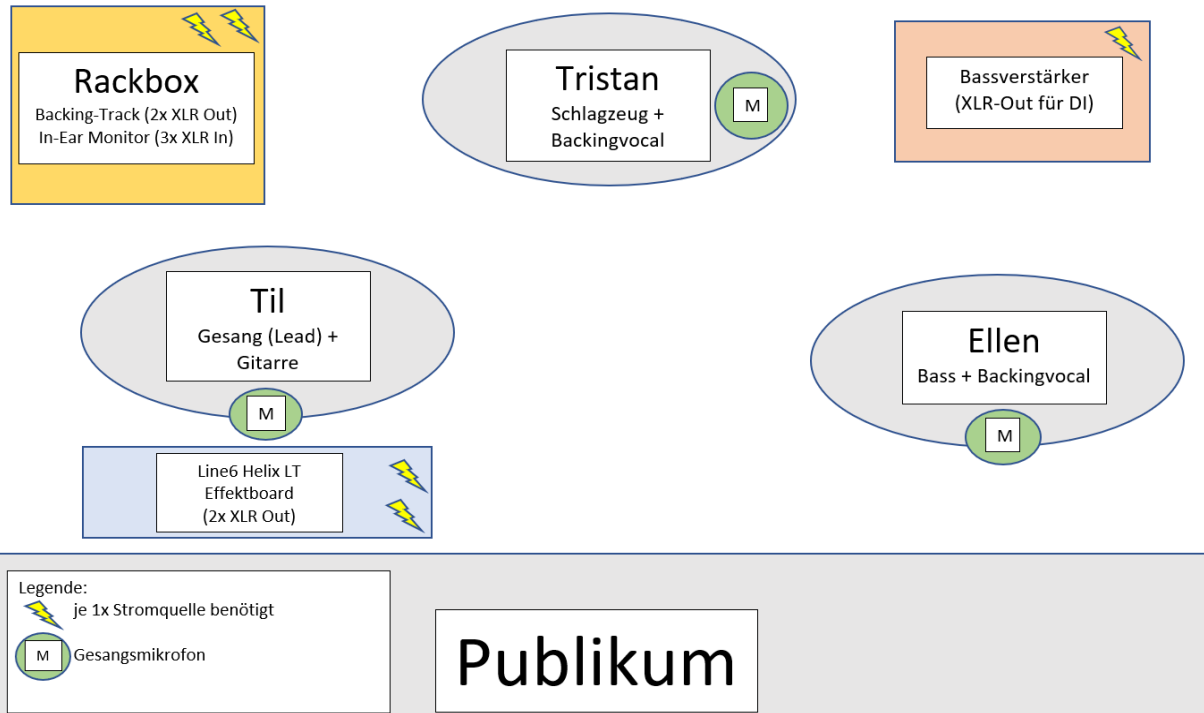 Rackbox
Backing-Track (2x XLR Out)
In-Ear Monitor (3x XLR In)
Tristan
Schlagzeug +
Backingvocal
M
Bassverstärker
(XLR-Out für DI)
Til
Gesang (Lead) +
Gitarre
M
Ellen
Bass + Backingvocal
M
Line6 Helix LT
Effektboard
(2x XLR Out)
Legende:
je 1x Stromquelle benötigt
M Gesangsmikrofon
Publikum